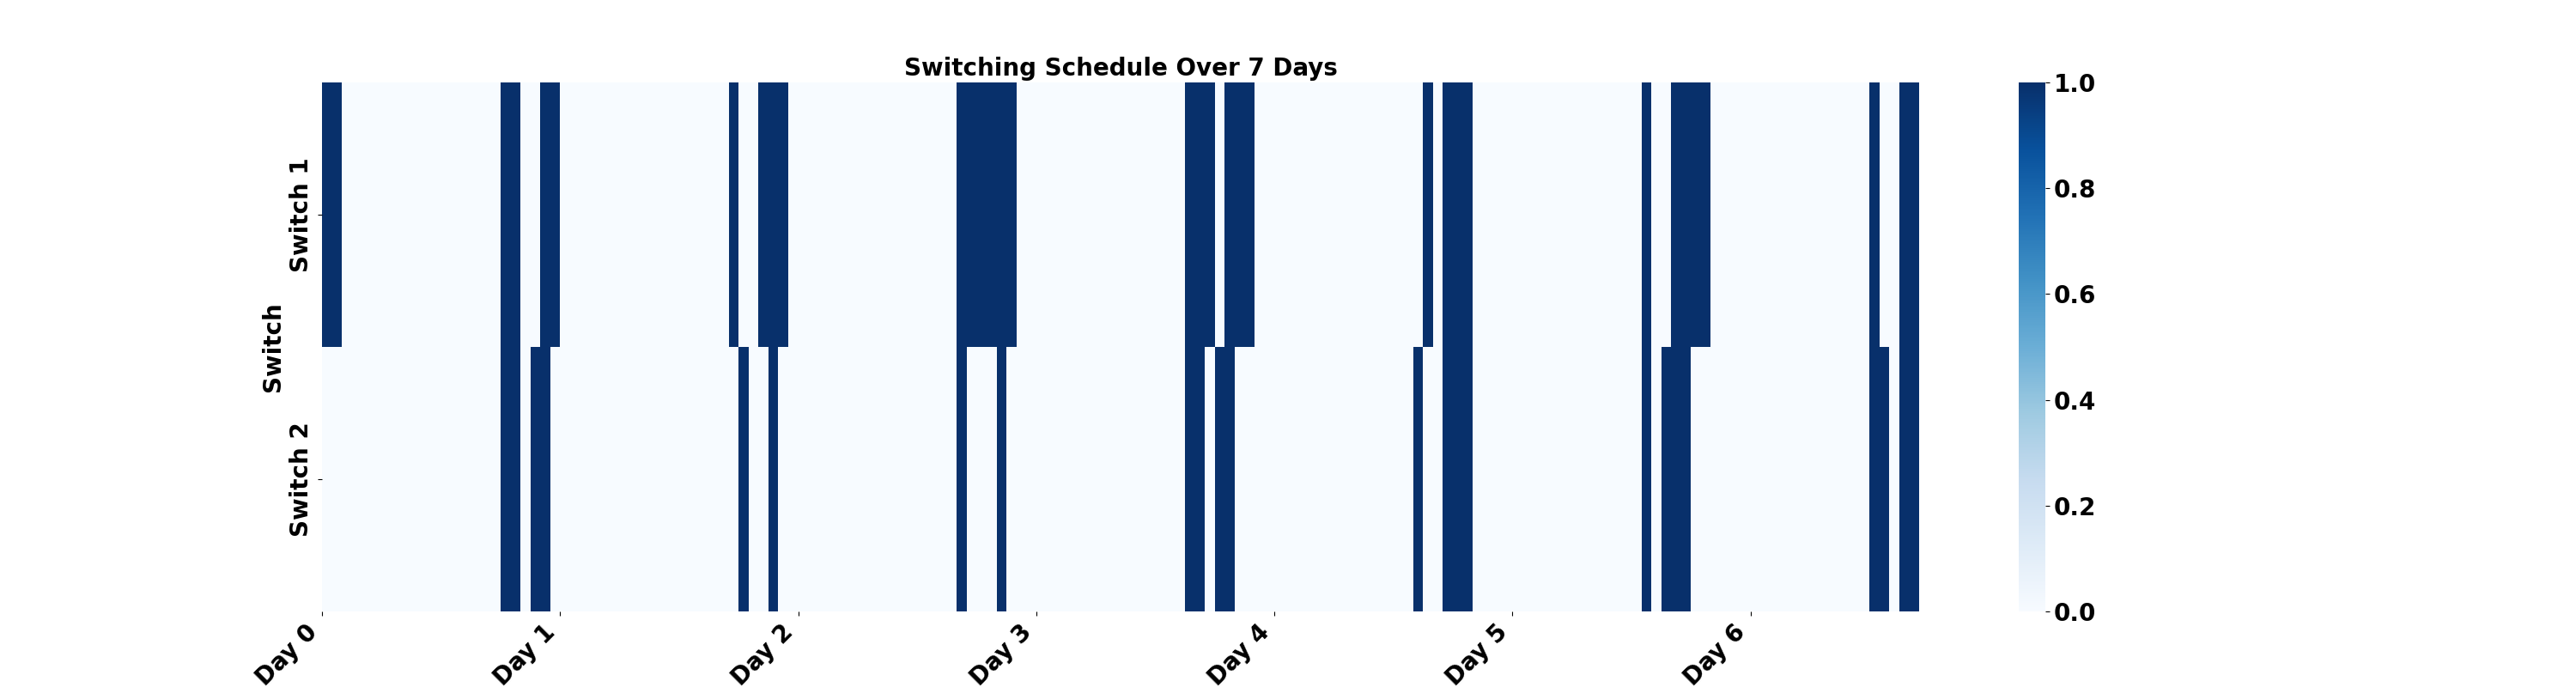 Switching Schedule Over 7 Days
Switch
Switch 1
Switch 2
Day 0
Day 1
Day 2
Day 3
Day 4
Day 5
Day 6
1.0
0.8
0.6
0.4
0.2
0.0